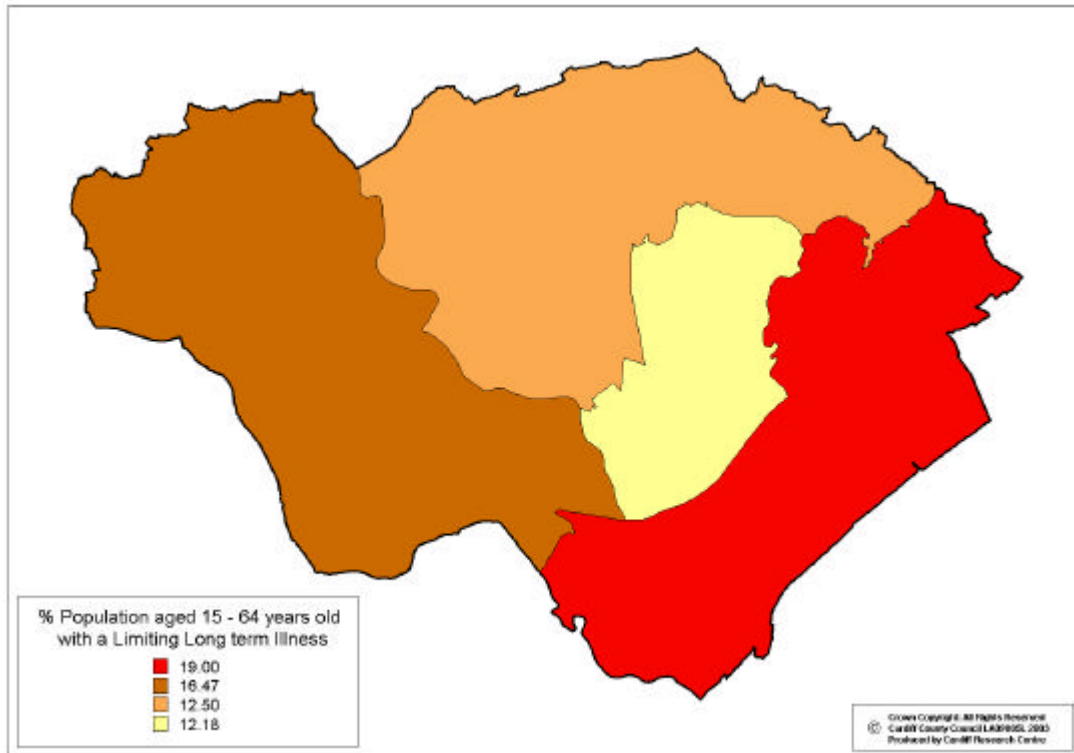 % Population aged 15 - 64 years old
with a Limiting Long term Illness
19.00
16.47
12.50
12.18
© Crown Copyright. All Rights Reserved
Cardiff County Council 2003
Produced by Cardiff Research Centre